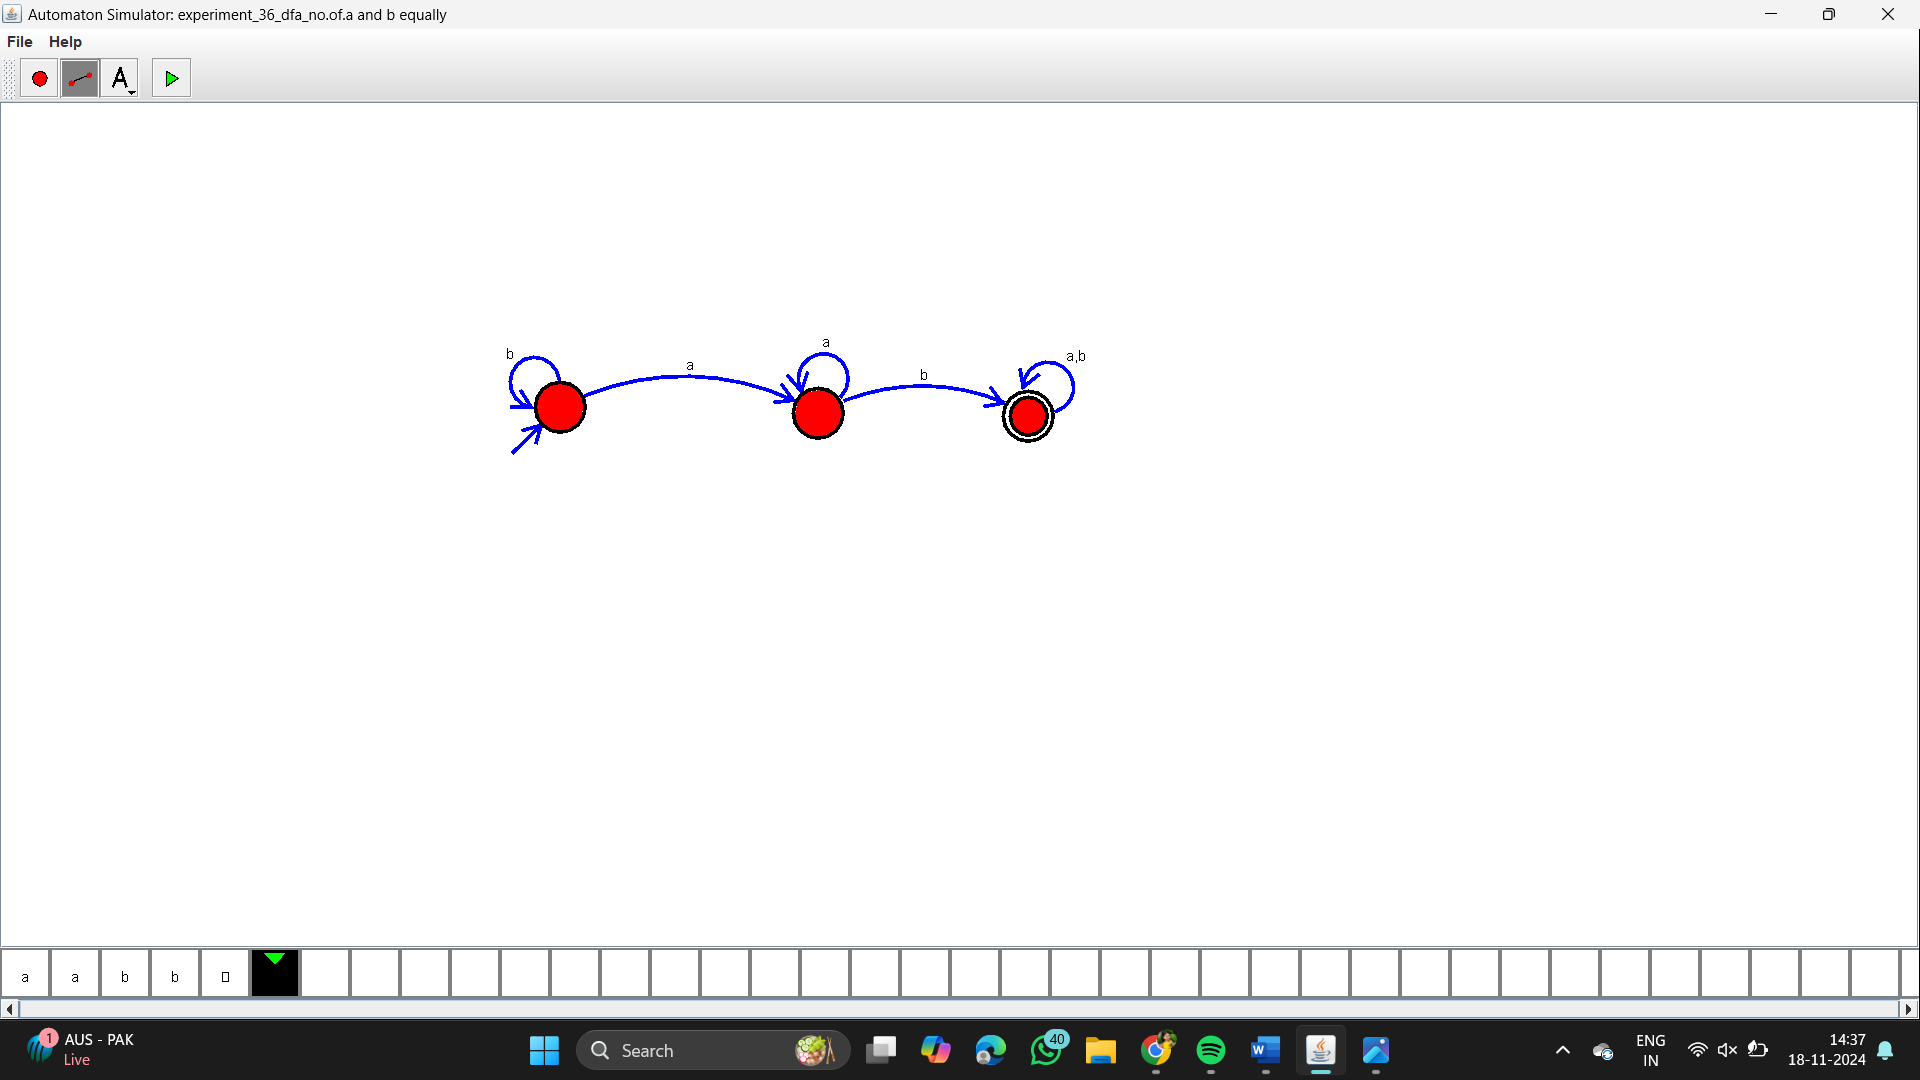 Automaton Simulator: experiment_36_dfa_no.of.a and b equally
File Help
A
b
a
a
b
a,b
a a b b
1
AUS - PAK
Live
Search
40
W
ENG
IN
14:37
18-11-2024